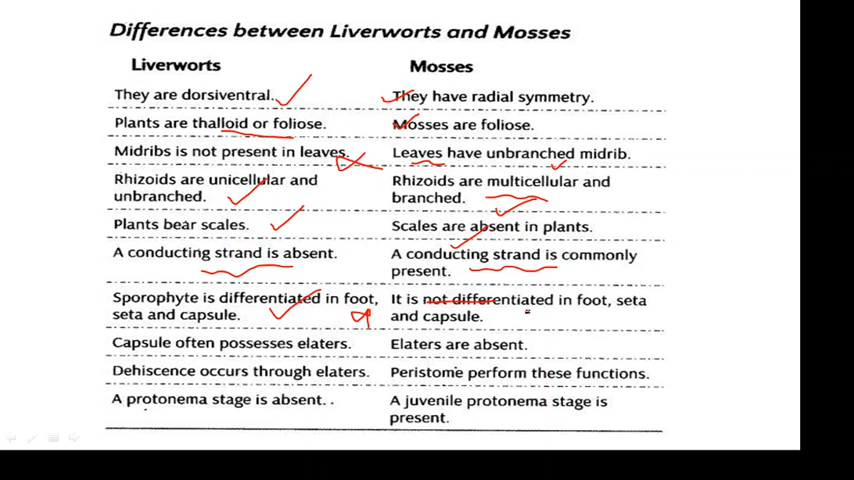 Differences between Liverworts and Mosses
Liverworts
Mosses
They are dorsiventral.
They have radial symmetry.
Plants are thalloid or foliose.
Mosses are foliose.
Midribs is not present in leaves.
Leaves have unbranched midrib.
Rhizoids are unicellular and
unbranched.
Rhizoids are multicellular and
branched.
Plants bear scales.
Scales are absent in plants.
A conducting strand is absent.
A conducting strand is commonly
present.
Sporophyte is differentiated in foot,
seta and capsule.
It is not differentiated in foot, seta
and capsule.
Capsule often possesses elaters.
Elaters are absent.
Dehiscence occurs through elaters.
Peristome perform these functions.
A protonema stage is absent. .
A juvenile protonema stage is
present.